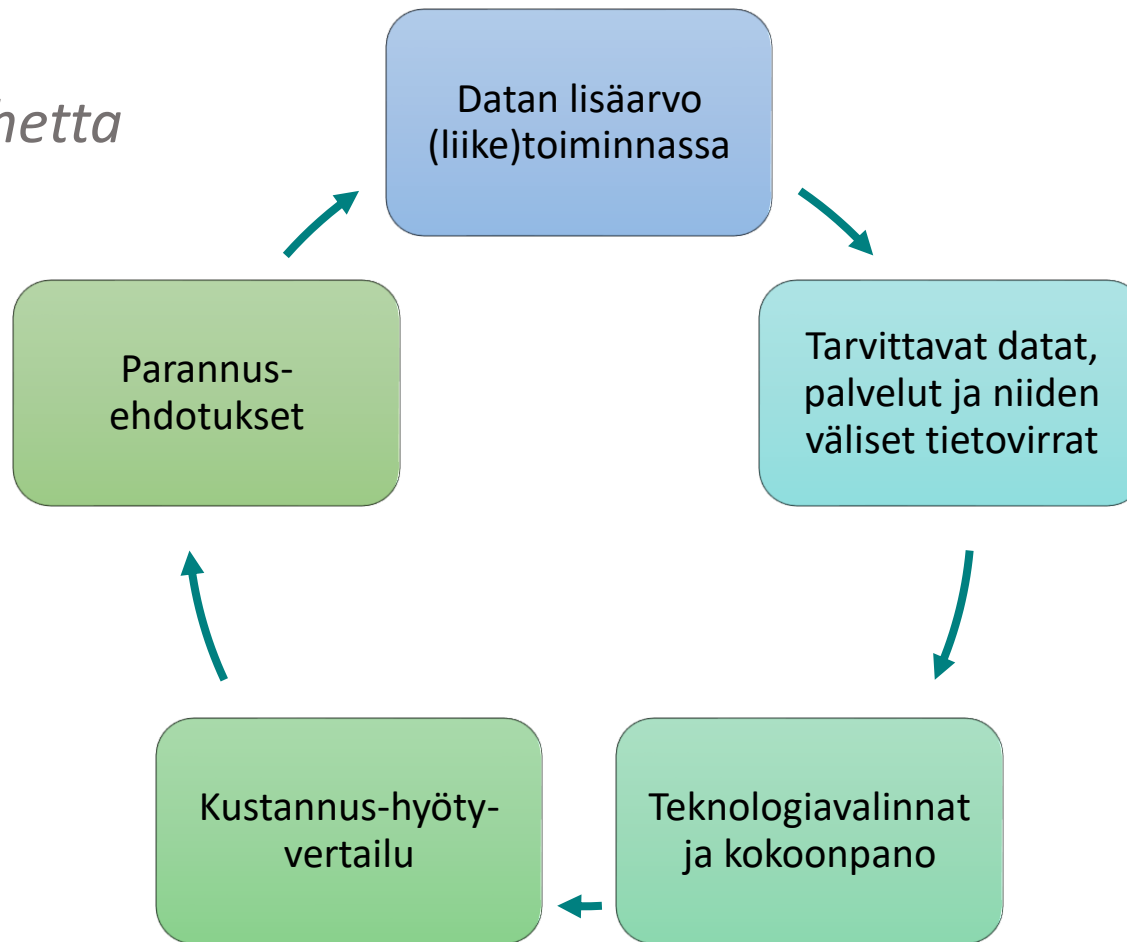 Datan lisäarvo
(liike)toiminnassa
Tarvittavat datat,
palvelut ja niiden
väliset tietovirrat
Teknologiavalinnat
ja kokoonpano
Kustannus-hyöty-
vertailu
Parannus-
ehdotukset